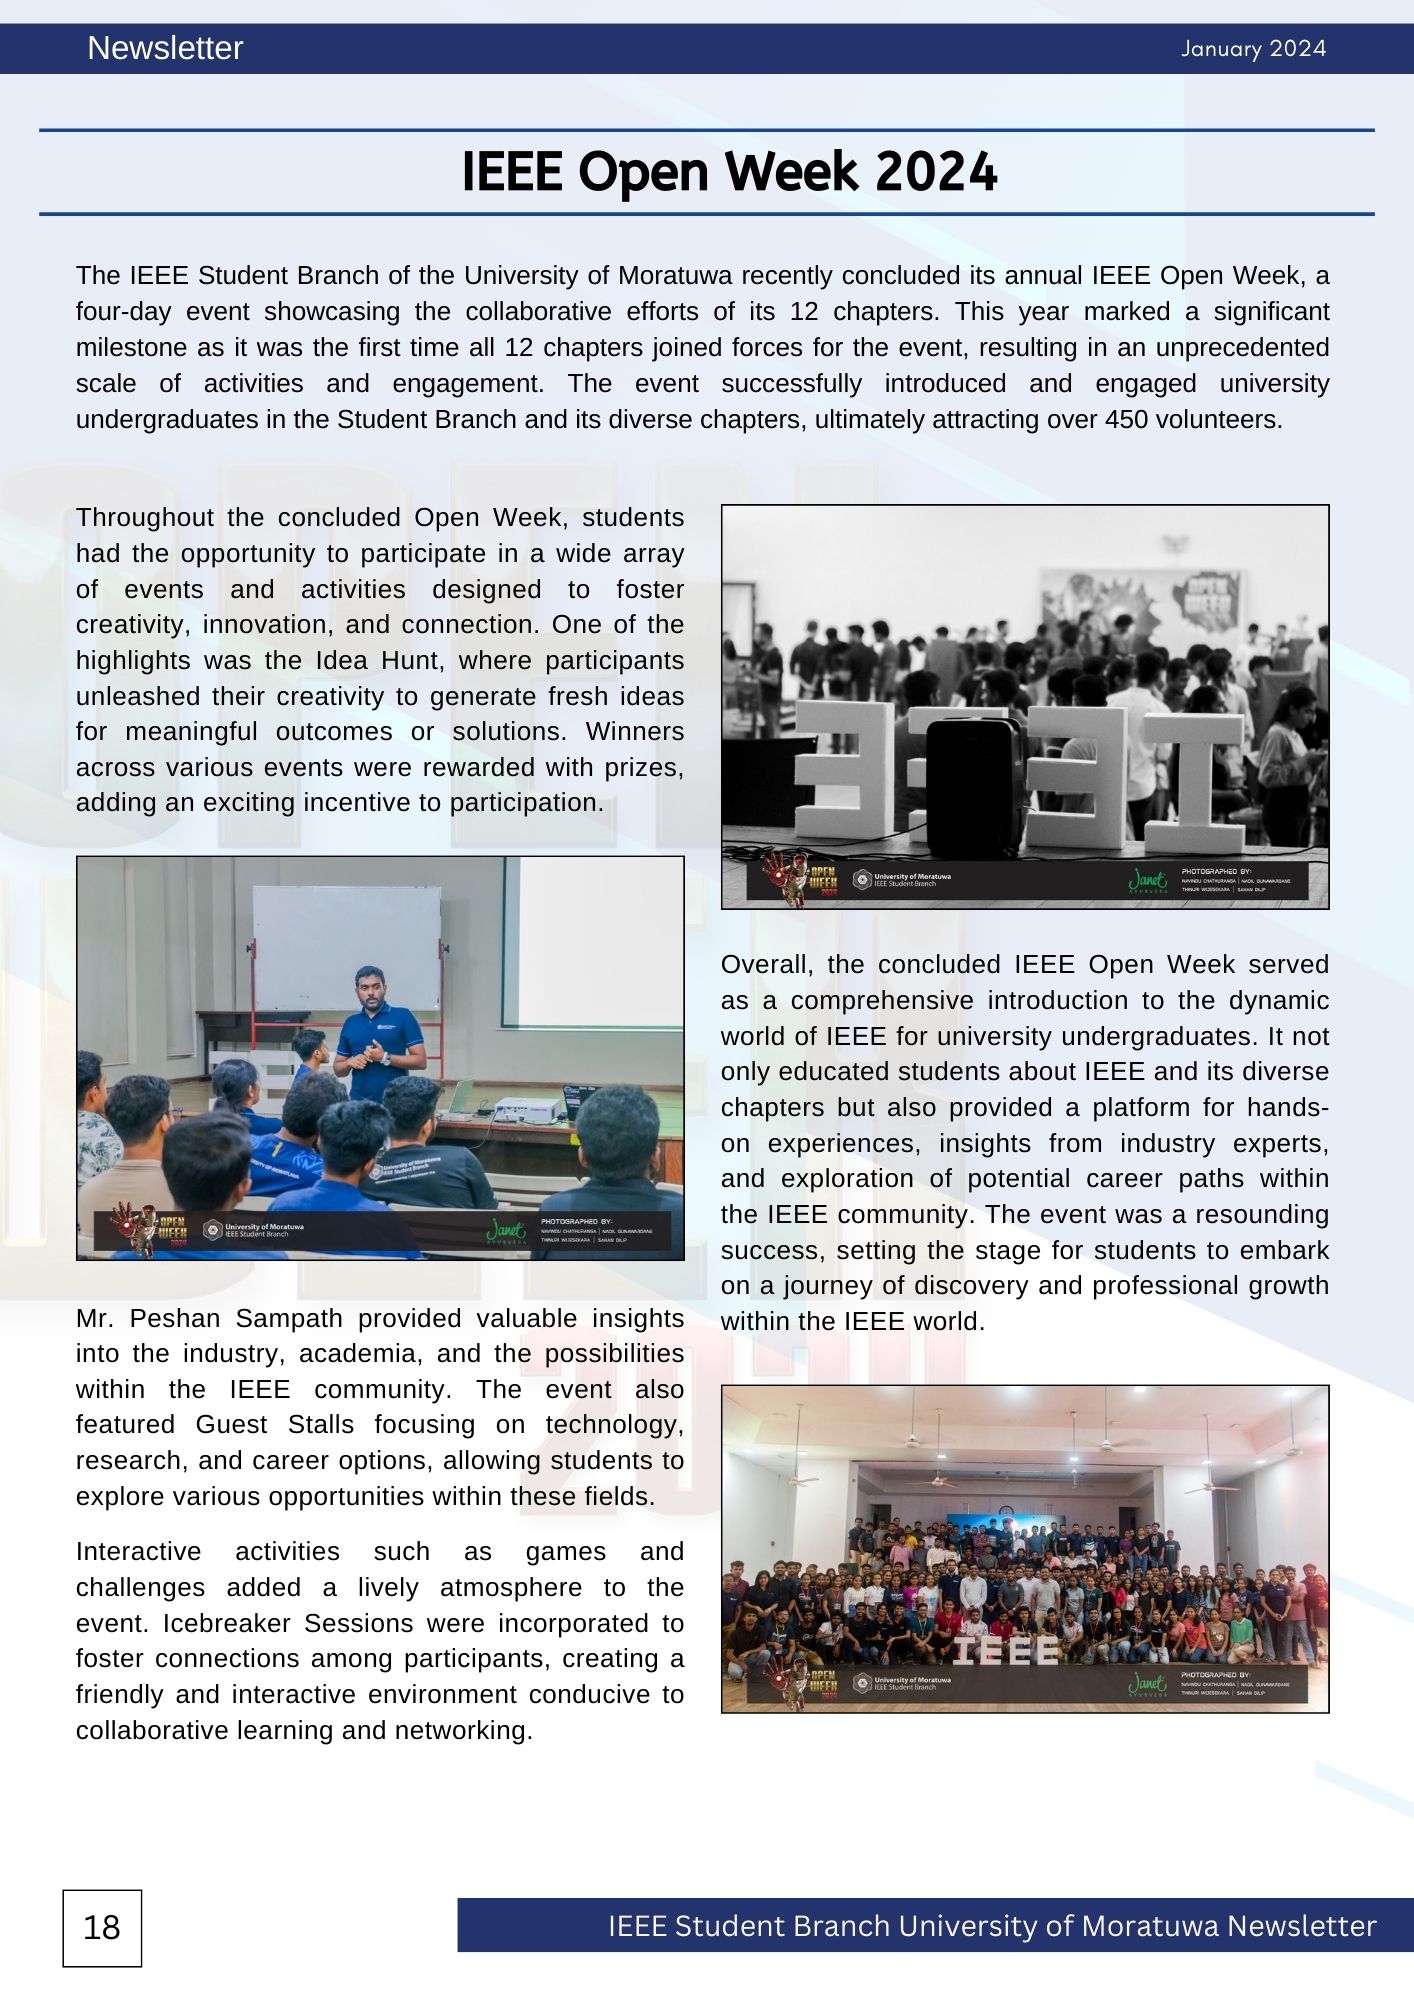 Newsletter
January 2024
IEEE Open Week 2024
The IEEE Student Branch of the University of Moratuwa recently concluded its annual IEEE Open Week, a
four-day event showcasing the collaborative efforts of its 12 chapters. This year marked a significant
milestone as it was the first time all 12 chapters joined forces for the event, resulting in an unprecedented
scale of activities and engagement. The event successfully introduced and engaged university
undergraduates in the Student Branch and its diverse chapters, ultimately attracting over 450 volunteers.
Throughout the concluded Open Week, students
had the opportunity to participate in a wide array
of events and activities designed to foster
creativity, innovation, and connection. One of the
highlights was the Idea Hunt, where participants
unleashed their creativity to generate fresh ideas
for meaningful outcomes or solutions. Winners
across various events were rewarded with prizes,
adding an exciting incentive to participation.
OPEN
WEEK
2024
University of Moratuwa
IEEE Student Branch
Janet
AYURVEDA
PHOTOGRAPHED BY:
NAVINDU CHATHURANGA | NADIL GUNAWARDANE
THINURI WIJESEKARA | SAHAN DILIP
Mr. Peshan Sampath provided valuable insights
into the industry, academia, and the possibilities
within the IEEE community. The event also
featured Guest Stalls focusing on technology,
research, and career options, allowing students to
explore various opportunities within these fields.
Interactive activities such as games and
challenges added a lively atmosphere to the
event. Icebreaker Sessions were incorporated to
foster connections among participants, creating a
friendly and interactive environment conducive to
collaborative learning and networking.
OPEN
WEEK
OPEN
WEEK
2024
University of Moratuwa
IEEE Student Branch
Janet
AYURVEDA
PHOTOGRAPHED BY:
NAVINDU CHATHURANGA | NADIL GUNAWARDANE
THINURI WIJESEKARA | SAHAN DILIP
Overall, the concluded IEEE Open Week served
as a comprehensive introduction to the dynamic
world of IEEE for university undergraduates. It not
only educated students about IEEE and its diverse
chapters but also provided a platform for hands-
on experiences, insights from industry experts,
and exploration of potential career paths within
the IEEE community. The event was a resounding
success, setting the stage for students to embark
on a journey of discovery and professional growth
within the IEEE world.
IEEE
OPEN
WEEK
2024
University of Moratuwa
IEEE Student Branch
Janet
AYURVEDA
PHOTOGRAPHED BY:
NAVINDU CHATHURANGA | NADIL GUNAWARDANE
THINURI WIJESEKARA | SAHAN DILIP
18
IEEE Student Branch University of Moratuwa Newsletter